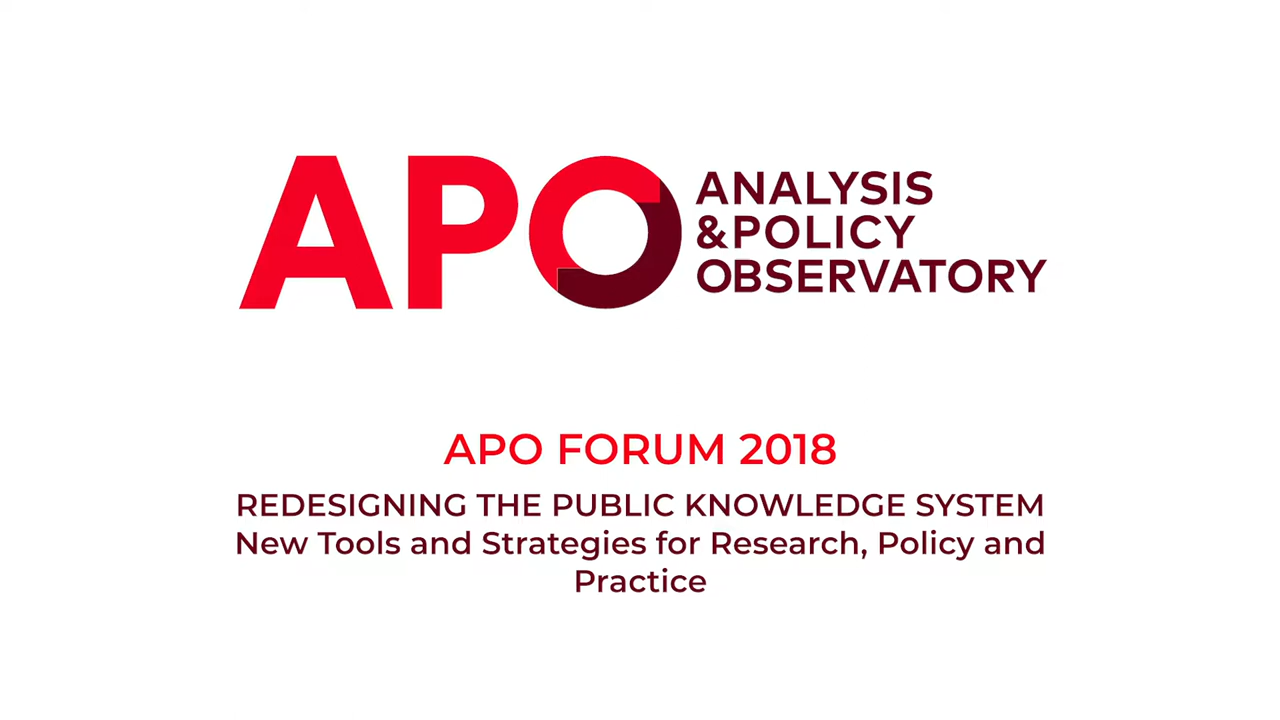 APO
ANALYSIS
&POLICY
OBSERVATORY
APO FORUM 2018
REDESIGNING THE PUBLIC KNOWLEDGE SYSTEM
New Tools and Strategies for Research, Policy and
Practice